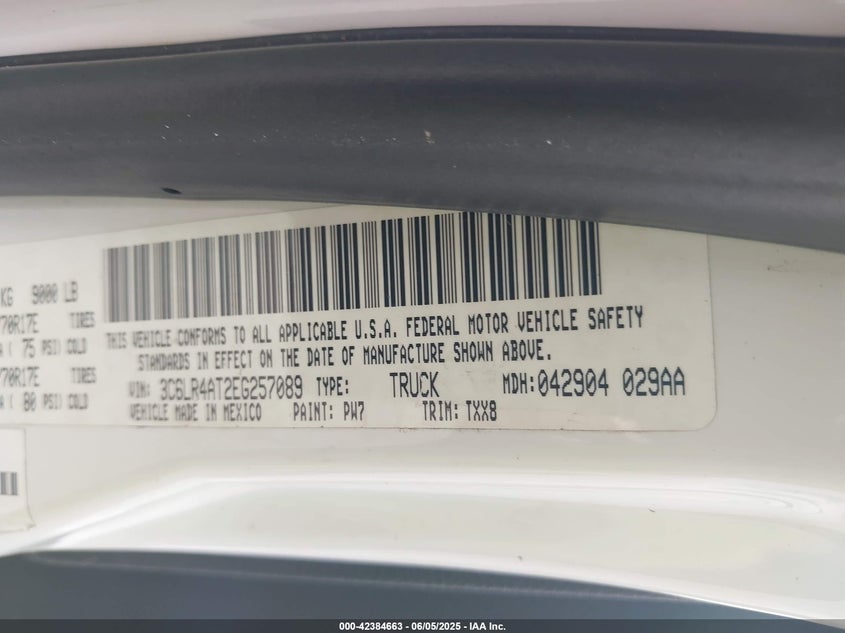 KG 9000 LB
70R17E TIRES
( 75 PSI) COLD
70R17E
( 80 PSI) COLD
THIS VEHICLE CONFORMS TO ALL APPLICABLE U.S.A. FEDERAL MOTOR VEHICLE SAFETY
STANDARDS IN EFFECT ON THE DATE OF MANUFACTURE SHOWN ABOVE.
VIN: 3C6LR4AT2EG257089 TYPE: TRUCK MDH: 042904 029AA
VEHICLE MADE IN MEXICO PAINT: PW7 TRIM: TXX8
000-42384663 - 06/05/2025 - IAA Inc.